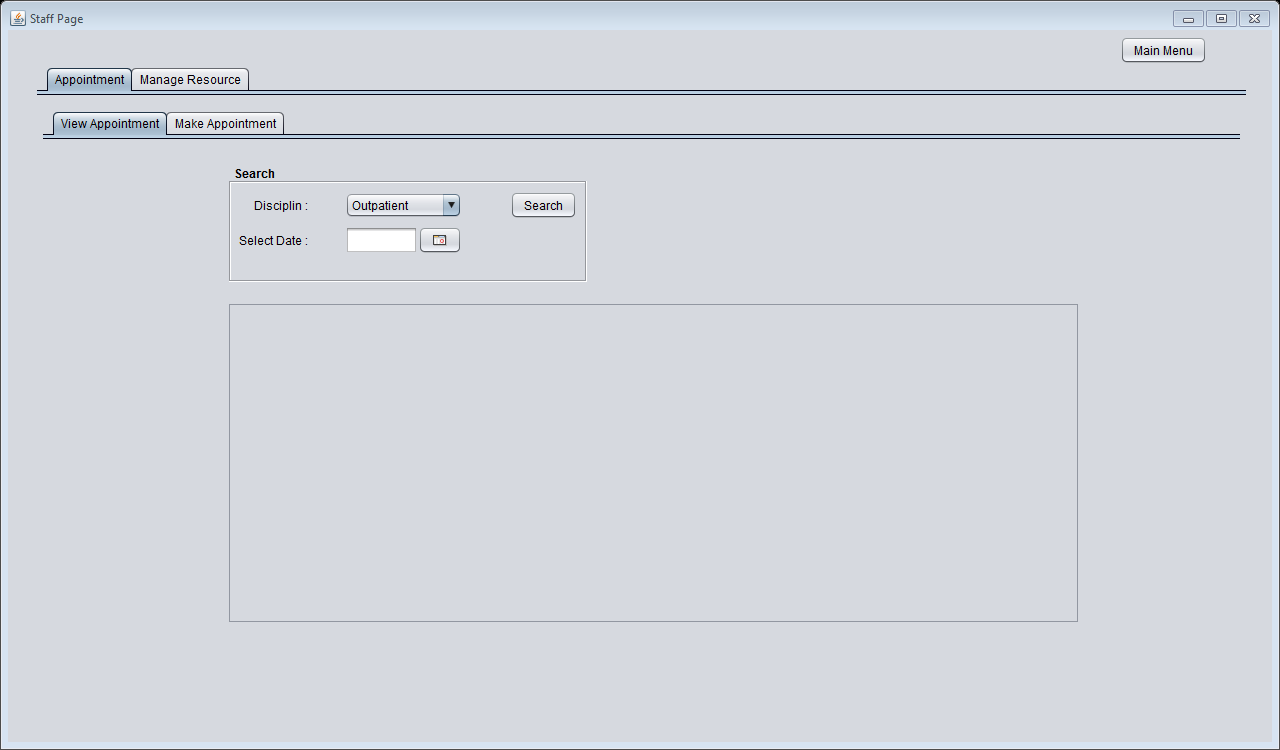 Staff Page
Main Menu
Appointment Manage Resource
View Appointment Make Appointment
Search
Disciplin : Outpatient Search
Select Date :